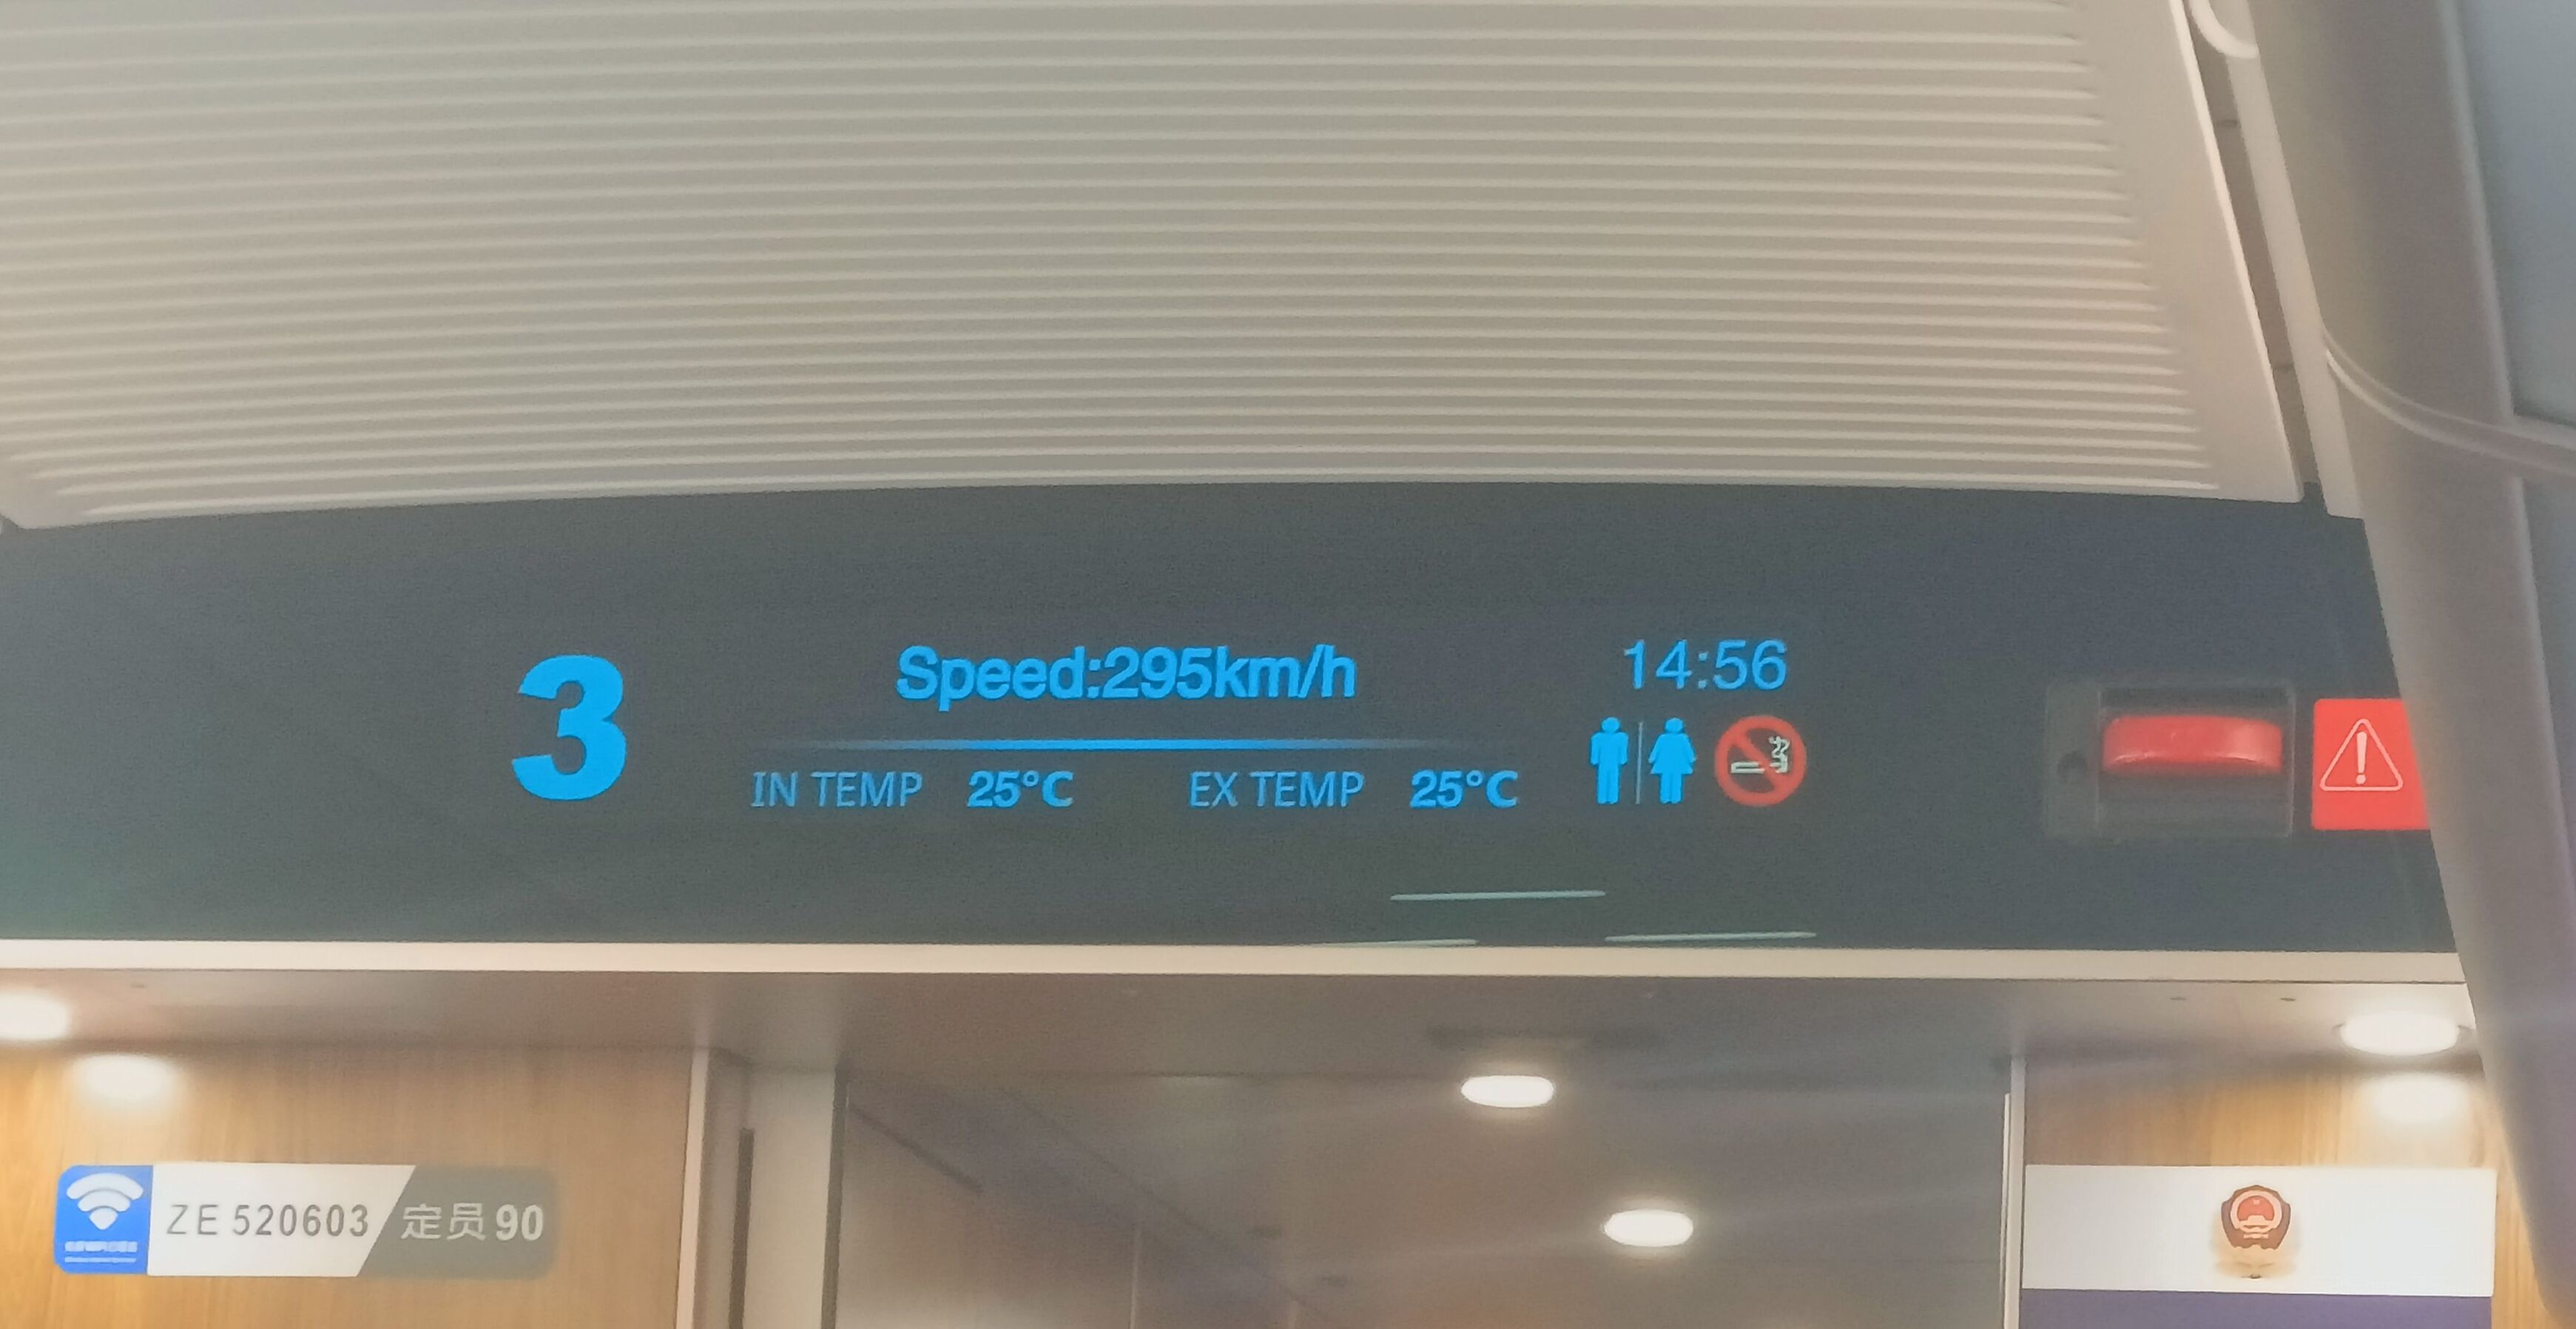 3
Speed:295km/h
14:56
IN TEMP 25°C EX TEMP 25°C
ZE 520603 定员90